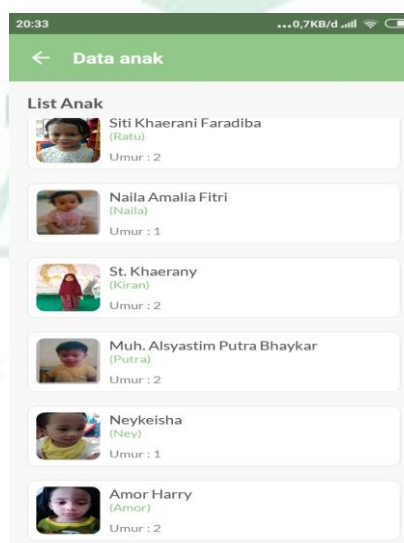 20:33 ...0,7KB/d
Data anak
List Anak
Siti Khaerani Faradiba
(Ratu)
Umur : 2
Naila Amalia Fitri
(Naila)
Umur : 1
St. Khaerany
(Kiran)
Umur : 2
Muh. Alsyastim Putra Bhaykar
(Putra)
Umur : 2
Neykeisha
(Ney)
Umur : 1
Amor Harry
(Amor)
Umur : 2